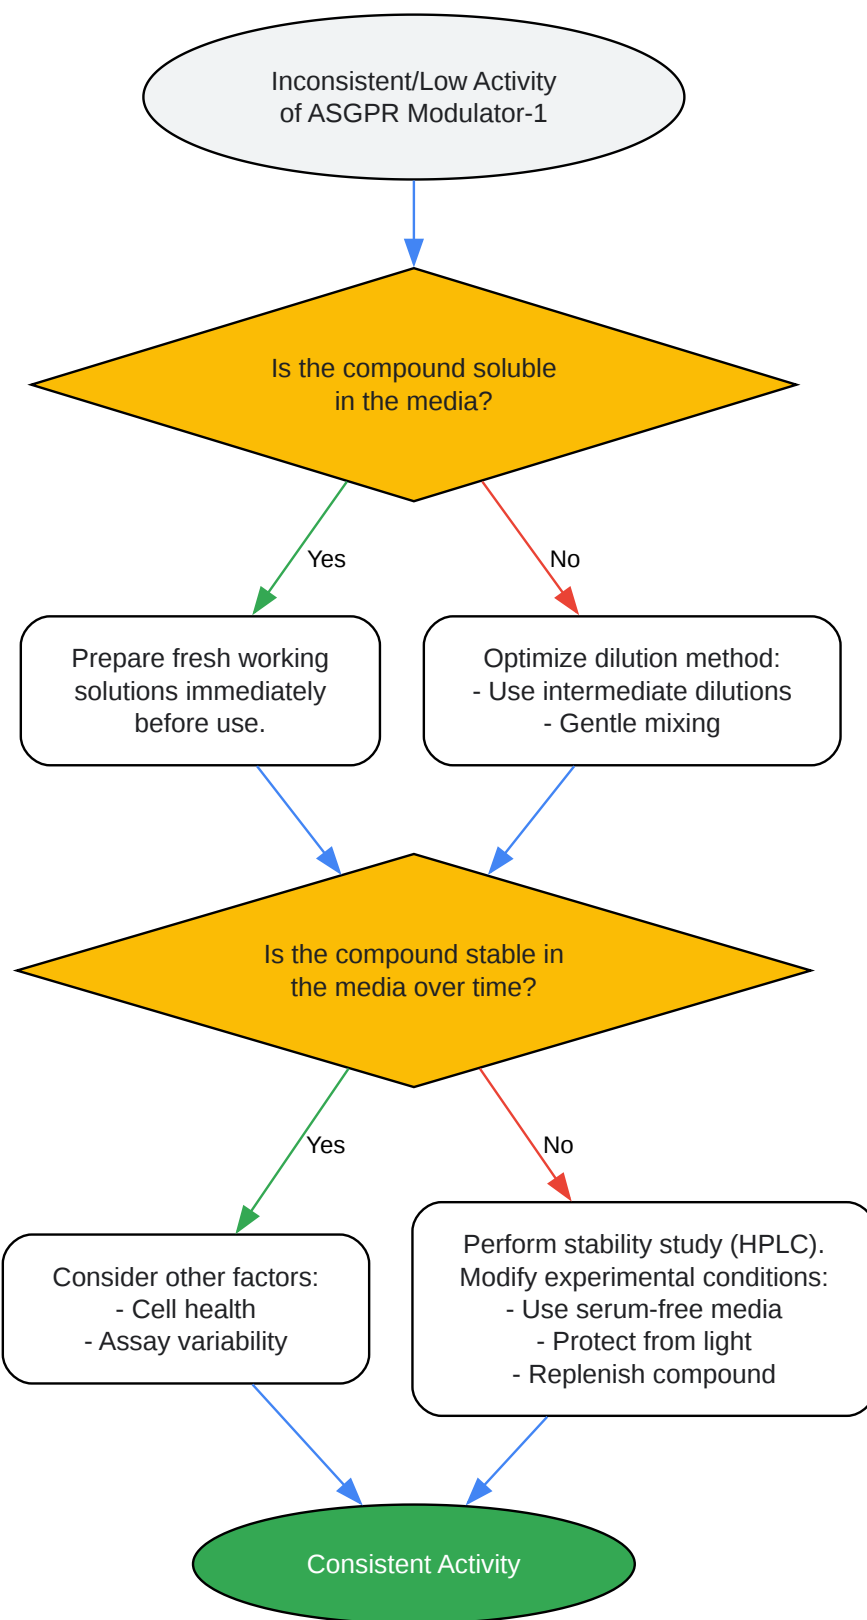 Inconsistent/Low Activity
of ASGPR Modulator-1
Is the compound soluble
in the media?
Yes
No
Prepare fresh working
solutions immediately
before use.
Optimize dilution method:
- Use intermediate dilutions
- Gentle mixing
Is the compound stable in
the media over time?
Yes
No
Consider other factors:
- Cell health
- Assay variability
Perform stability study (HPLC).
Modify experimental conditions:
- Use serum-free media
- Protect from light
- Replenish compound
Consistent Activity